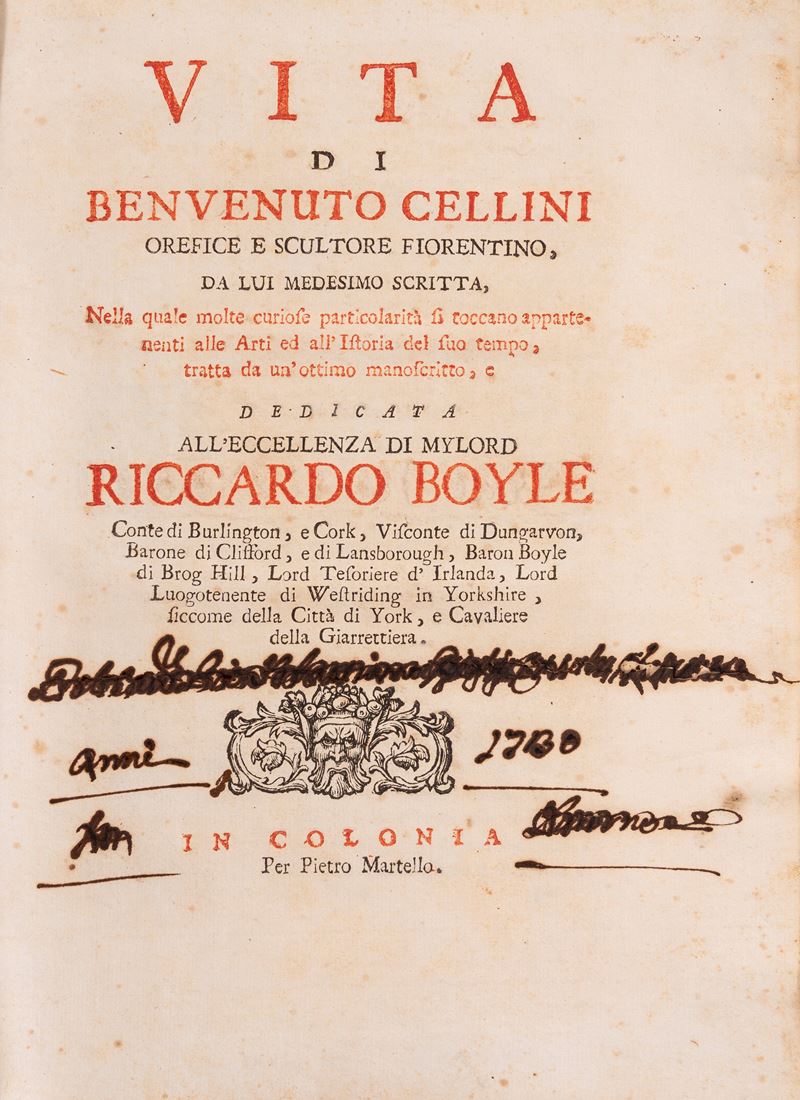 VITA
DI
BENVENUTO CELLINI
OREFICE E SCULTORE FIORENTINO,
DA LUI MEDESIMO SCRITTA,
Nella quale molte curioſe particolarità ſi toccano apparte-
nenti alle Arti ed all'Iſtoria del ſuo tempo,
tratta da un'ottimo manoſcritto, e
DEDICATA
ALL'ECCELLENZA DI MYLORD
RICCARDO BOYLE
Conte di Burlington, e Cork, Viſconte di Dungarvon,
Barone di Clifford, e di Lansborough, Baron Boyle
di Brog Hill, Lord Teſoriere d' Irlanda, Lord
Luogotenente di Weſtriding in Yorkshire,
ſiccome della Città di York, e Cavaliere
della Giarrettiera.
IN COLONIA
Per Pietro Martello.